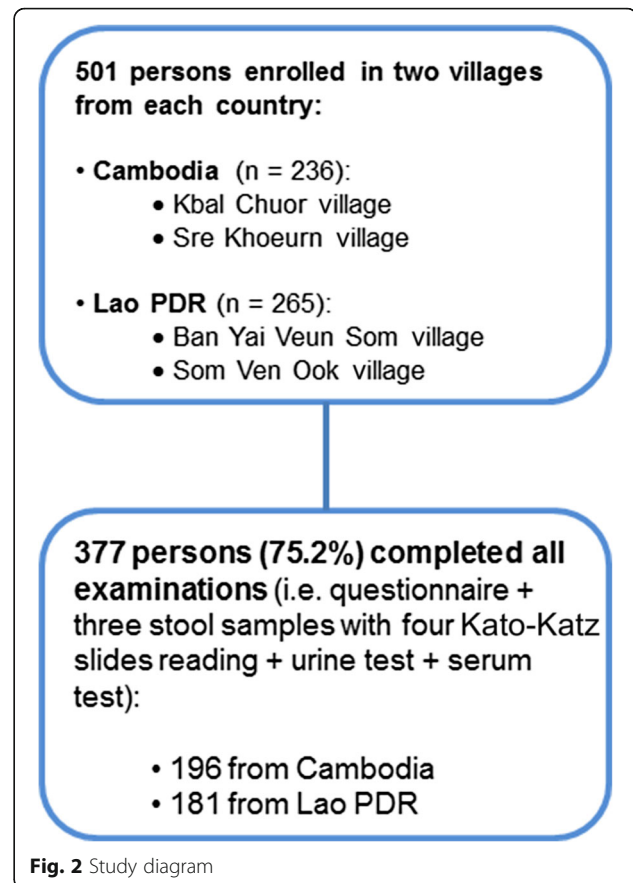 501 persons enrolled in two villages
from each country:
• Cambodia (n = 236):
• Kbal Chuor village
• Sre Khoeurn village
• Lao PDR (n = 265):
• Ban Yai Veun Som village
• Som Ven Ook village
377 persons (75.2%) completed all
examinations (i.e. questionnaire +
three stool samples with four Kato-Katz
slides reading + urine test + serum
test):
• 196 from Cambodia
• 181 from Lao PDR
Fig. 2 Study diagram